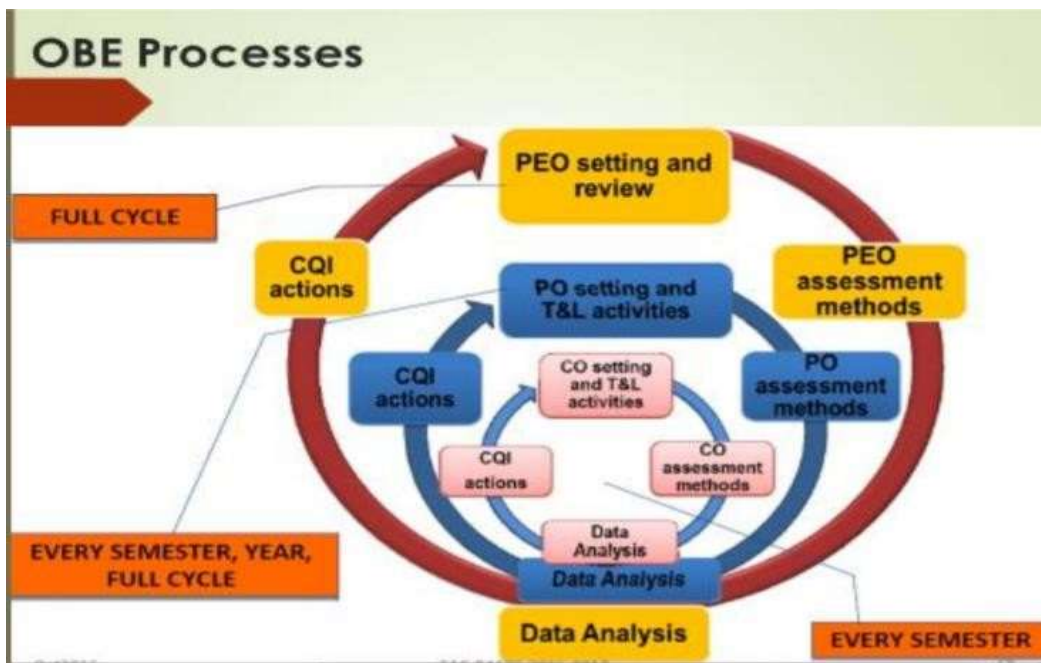 OBE Processes
PEO setting and
review
FULL CYCLE
CQI
actions
PEO
assessment
methods
PO setting and
T&L activities
CQI
actions
PO
assessment
methods
CO setting
and T&L
activities
CQI
actions
CO
assessment
methods
Data
Analysis
Data Analysis
Data Analysis
EVERY SEMESTER, YEAR,
FULL CYCLE
EVERY SEMESTER